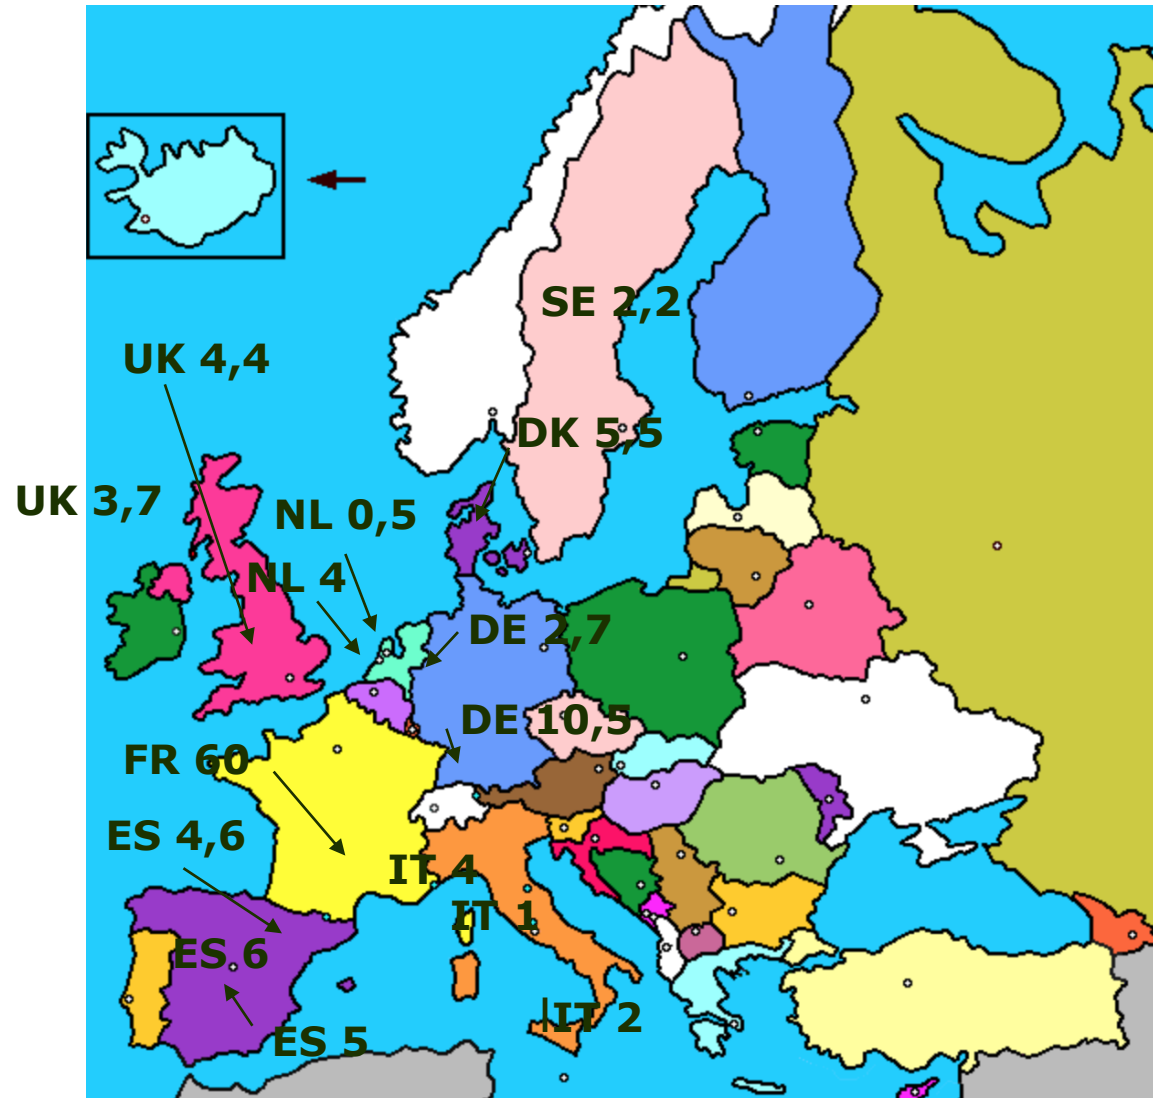 SE 2,2
UK 4,4
DK 5,5
UK 3,7
NL 0,5
NL 4
DE 2,7
DE 10,5
FR 60
ES 4,6
IT 4
IT 1
ES 6
IT 2
ES 5